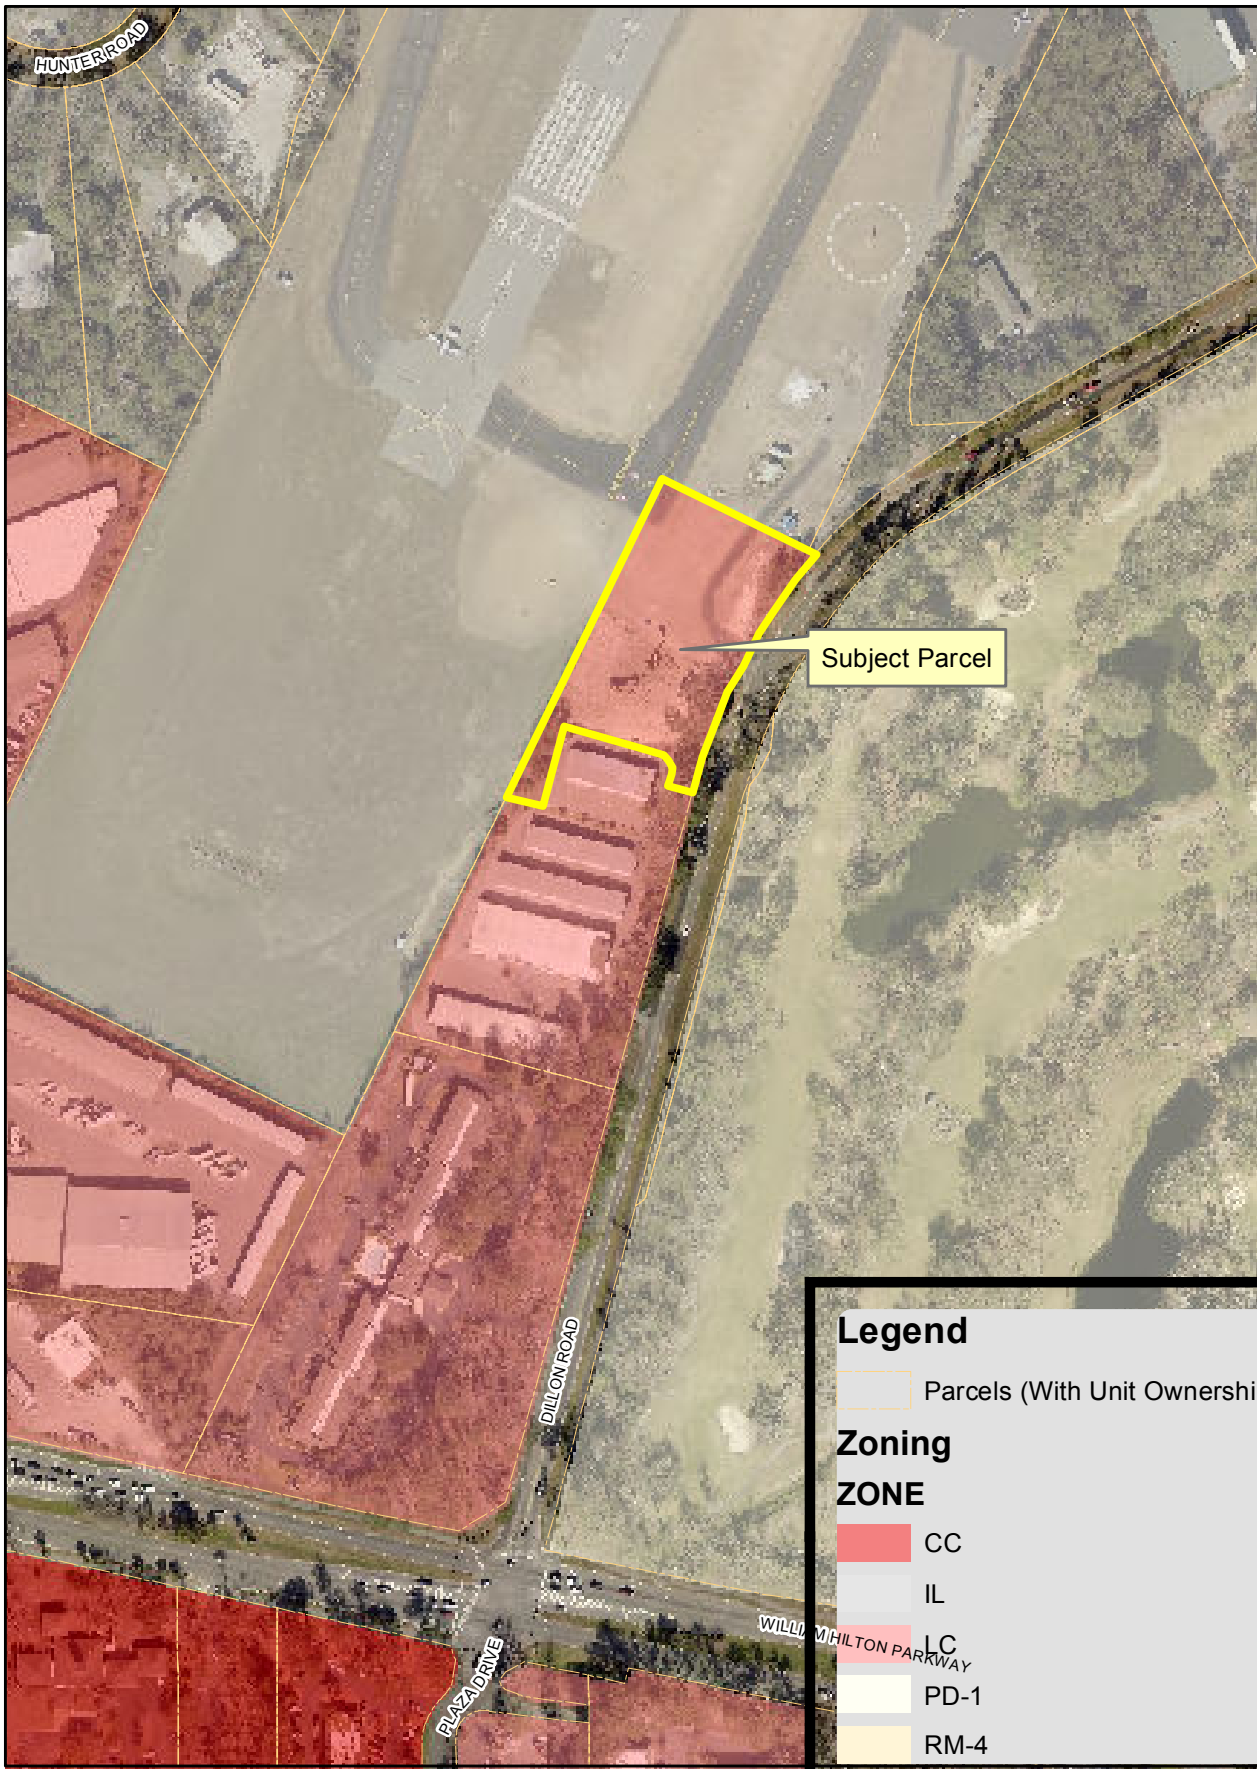 HUNTER ROAD
Subject Parcel
DILLON ROAD
WILLIAM HILTON PARKWAY
PLAZA DRIVE
Legend
Parcels (With Unit Ownershi
Zoning
ZONE
CC
IL
LC
PD-1
RM-4